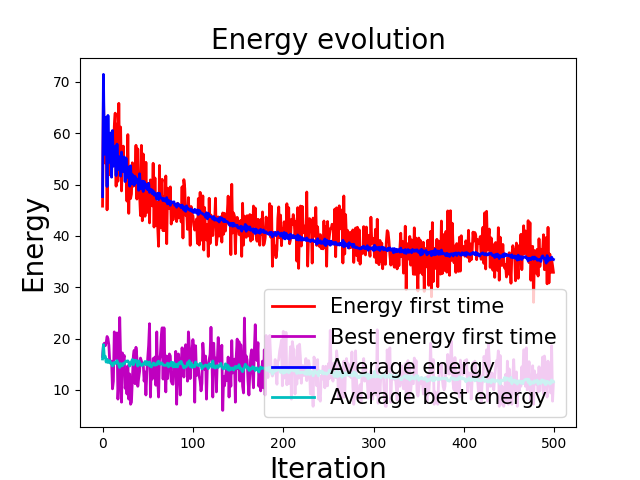 Energy evolution
70
60
50
40
30
20
10
Energy
Energy first time
Best energy first time
Average energy
Average best energy
0 100 200 300 400 500
Iteration